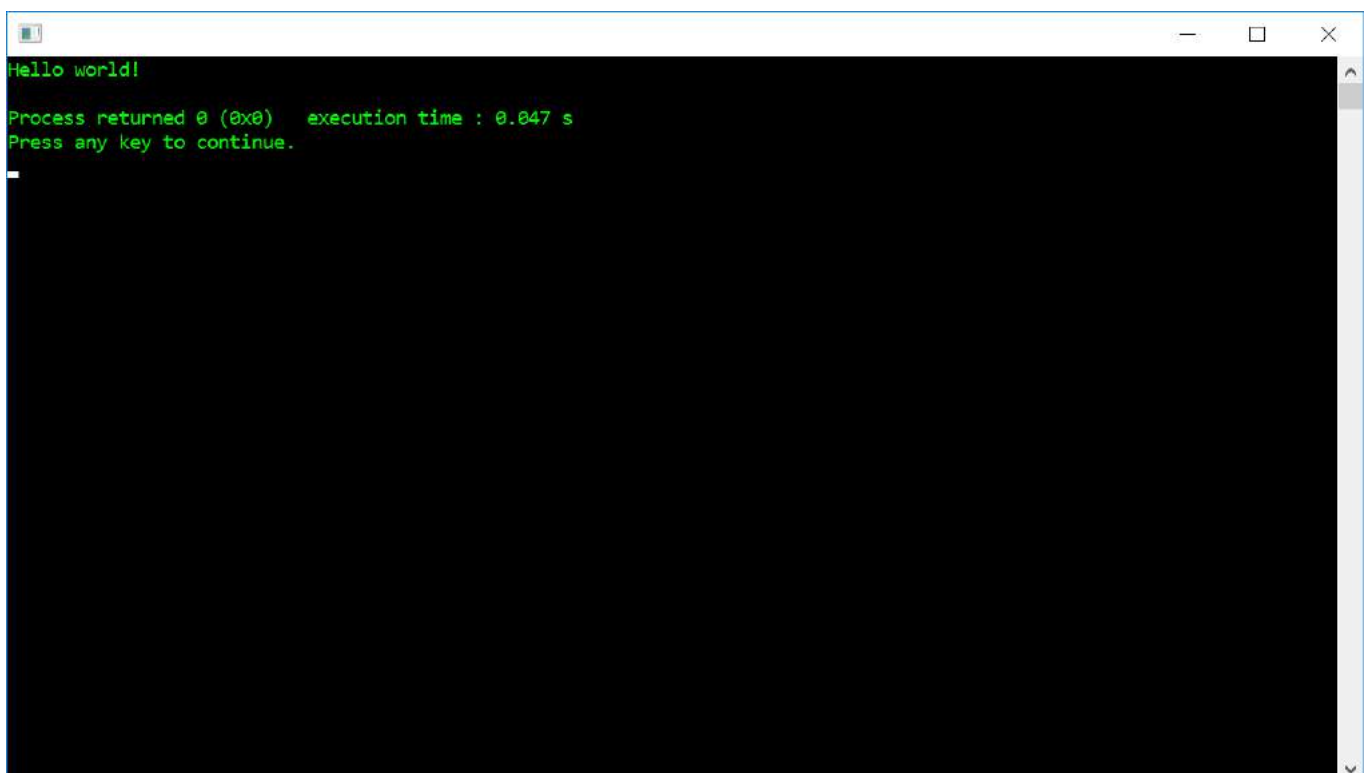 Hello world!
Process returned 0 (0x0)   execution time : 0.047 s
Press any key to continue.